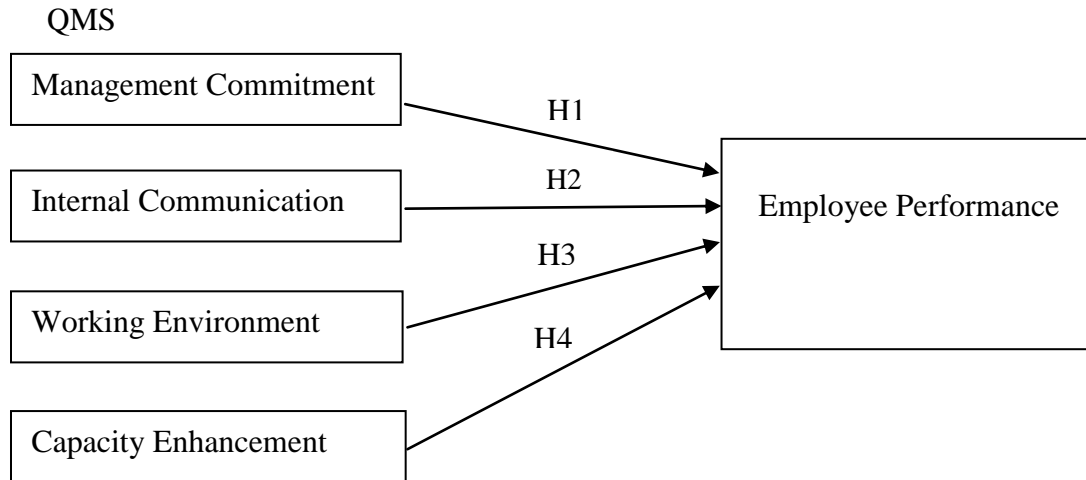 QMS
Management Commitment
H1
Internal Communication
H2
Employee Performance
H3
Working Environment
H4
Capacity Enhancement